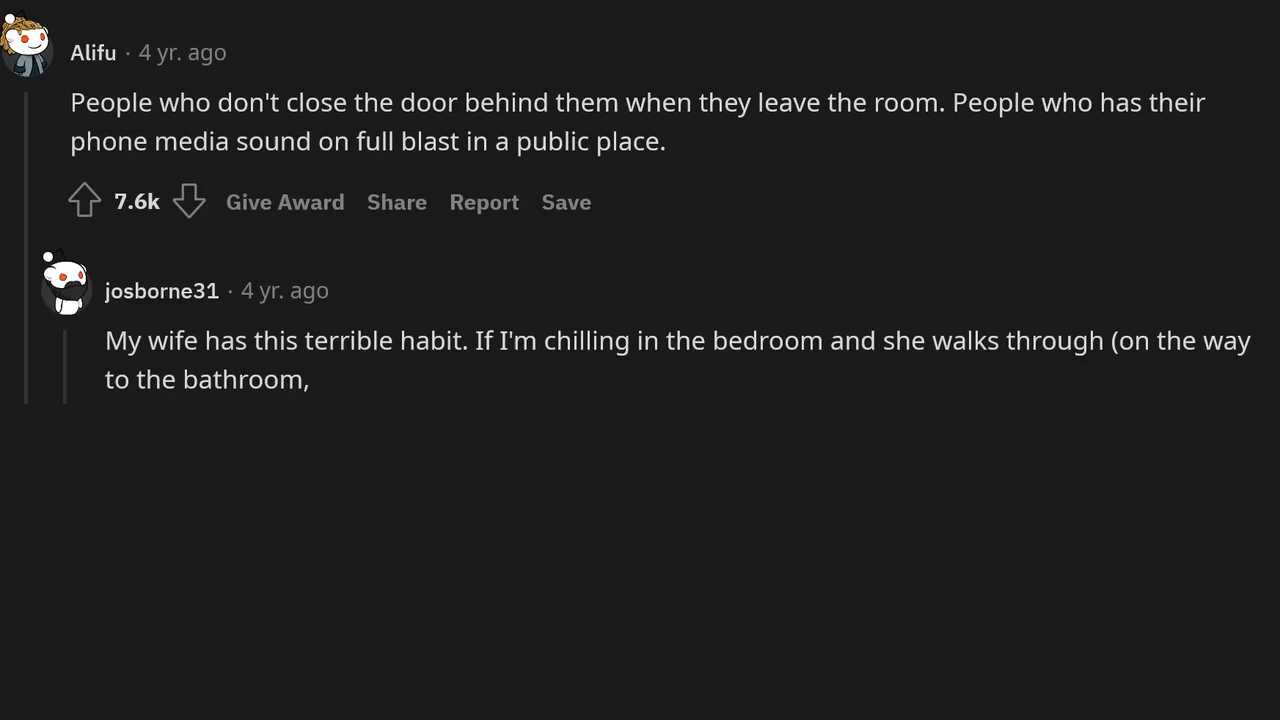 Alifu · 4 yr. ago
People who don't close the door behind them when they leave the room. People who has their
phone media sound on full blast in a public place.
7.6k Give Award Share Report Save
josborne31 · 4 yr. ago
My wife has this terrible habit. If I'm chilling in the bedroom and she walks through (on the way
to the bathroom,